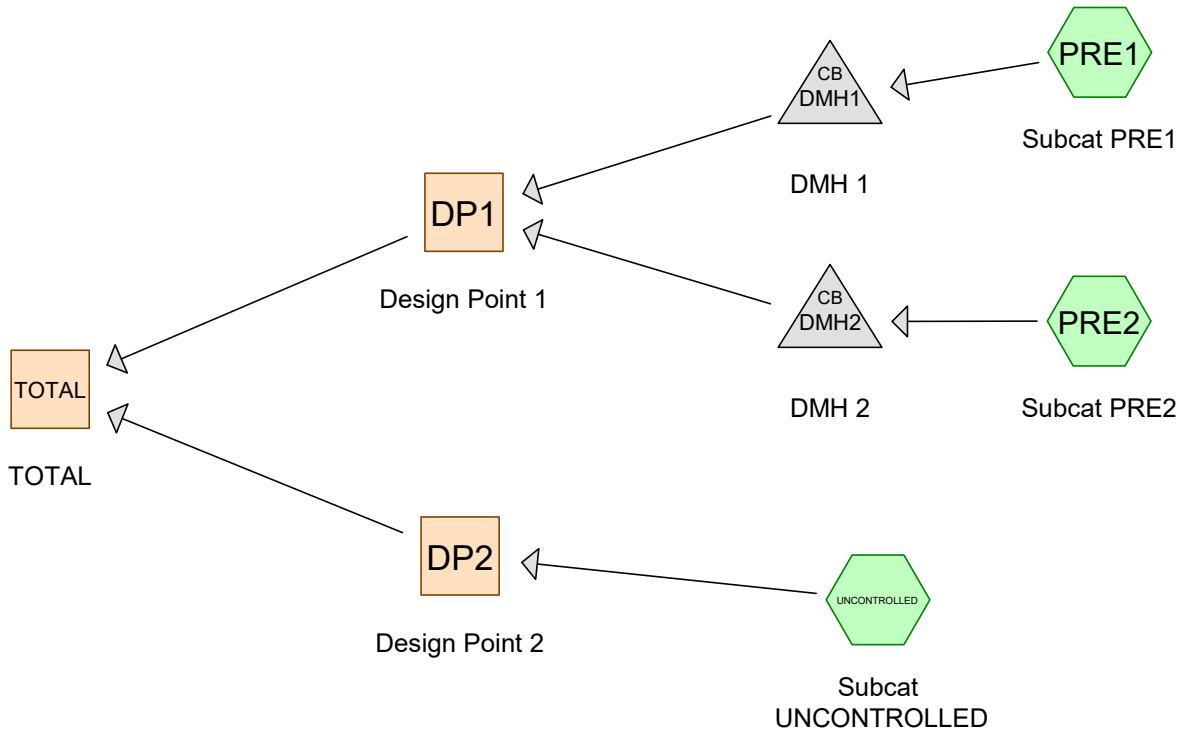 PRE1
Subcat PRE1
CB
DMH1
DMH 1
DP1
Design Point 1
CB
DMH2
DMH 2
PRE2
Subcat PRE2
TOTAL
TOTAL
DP2
Design Point 2
UNCONTROLLED
Subcat
UNCONTROLLED